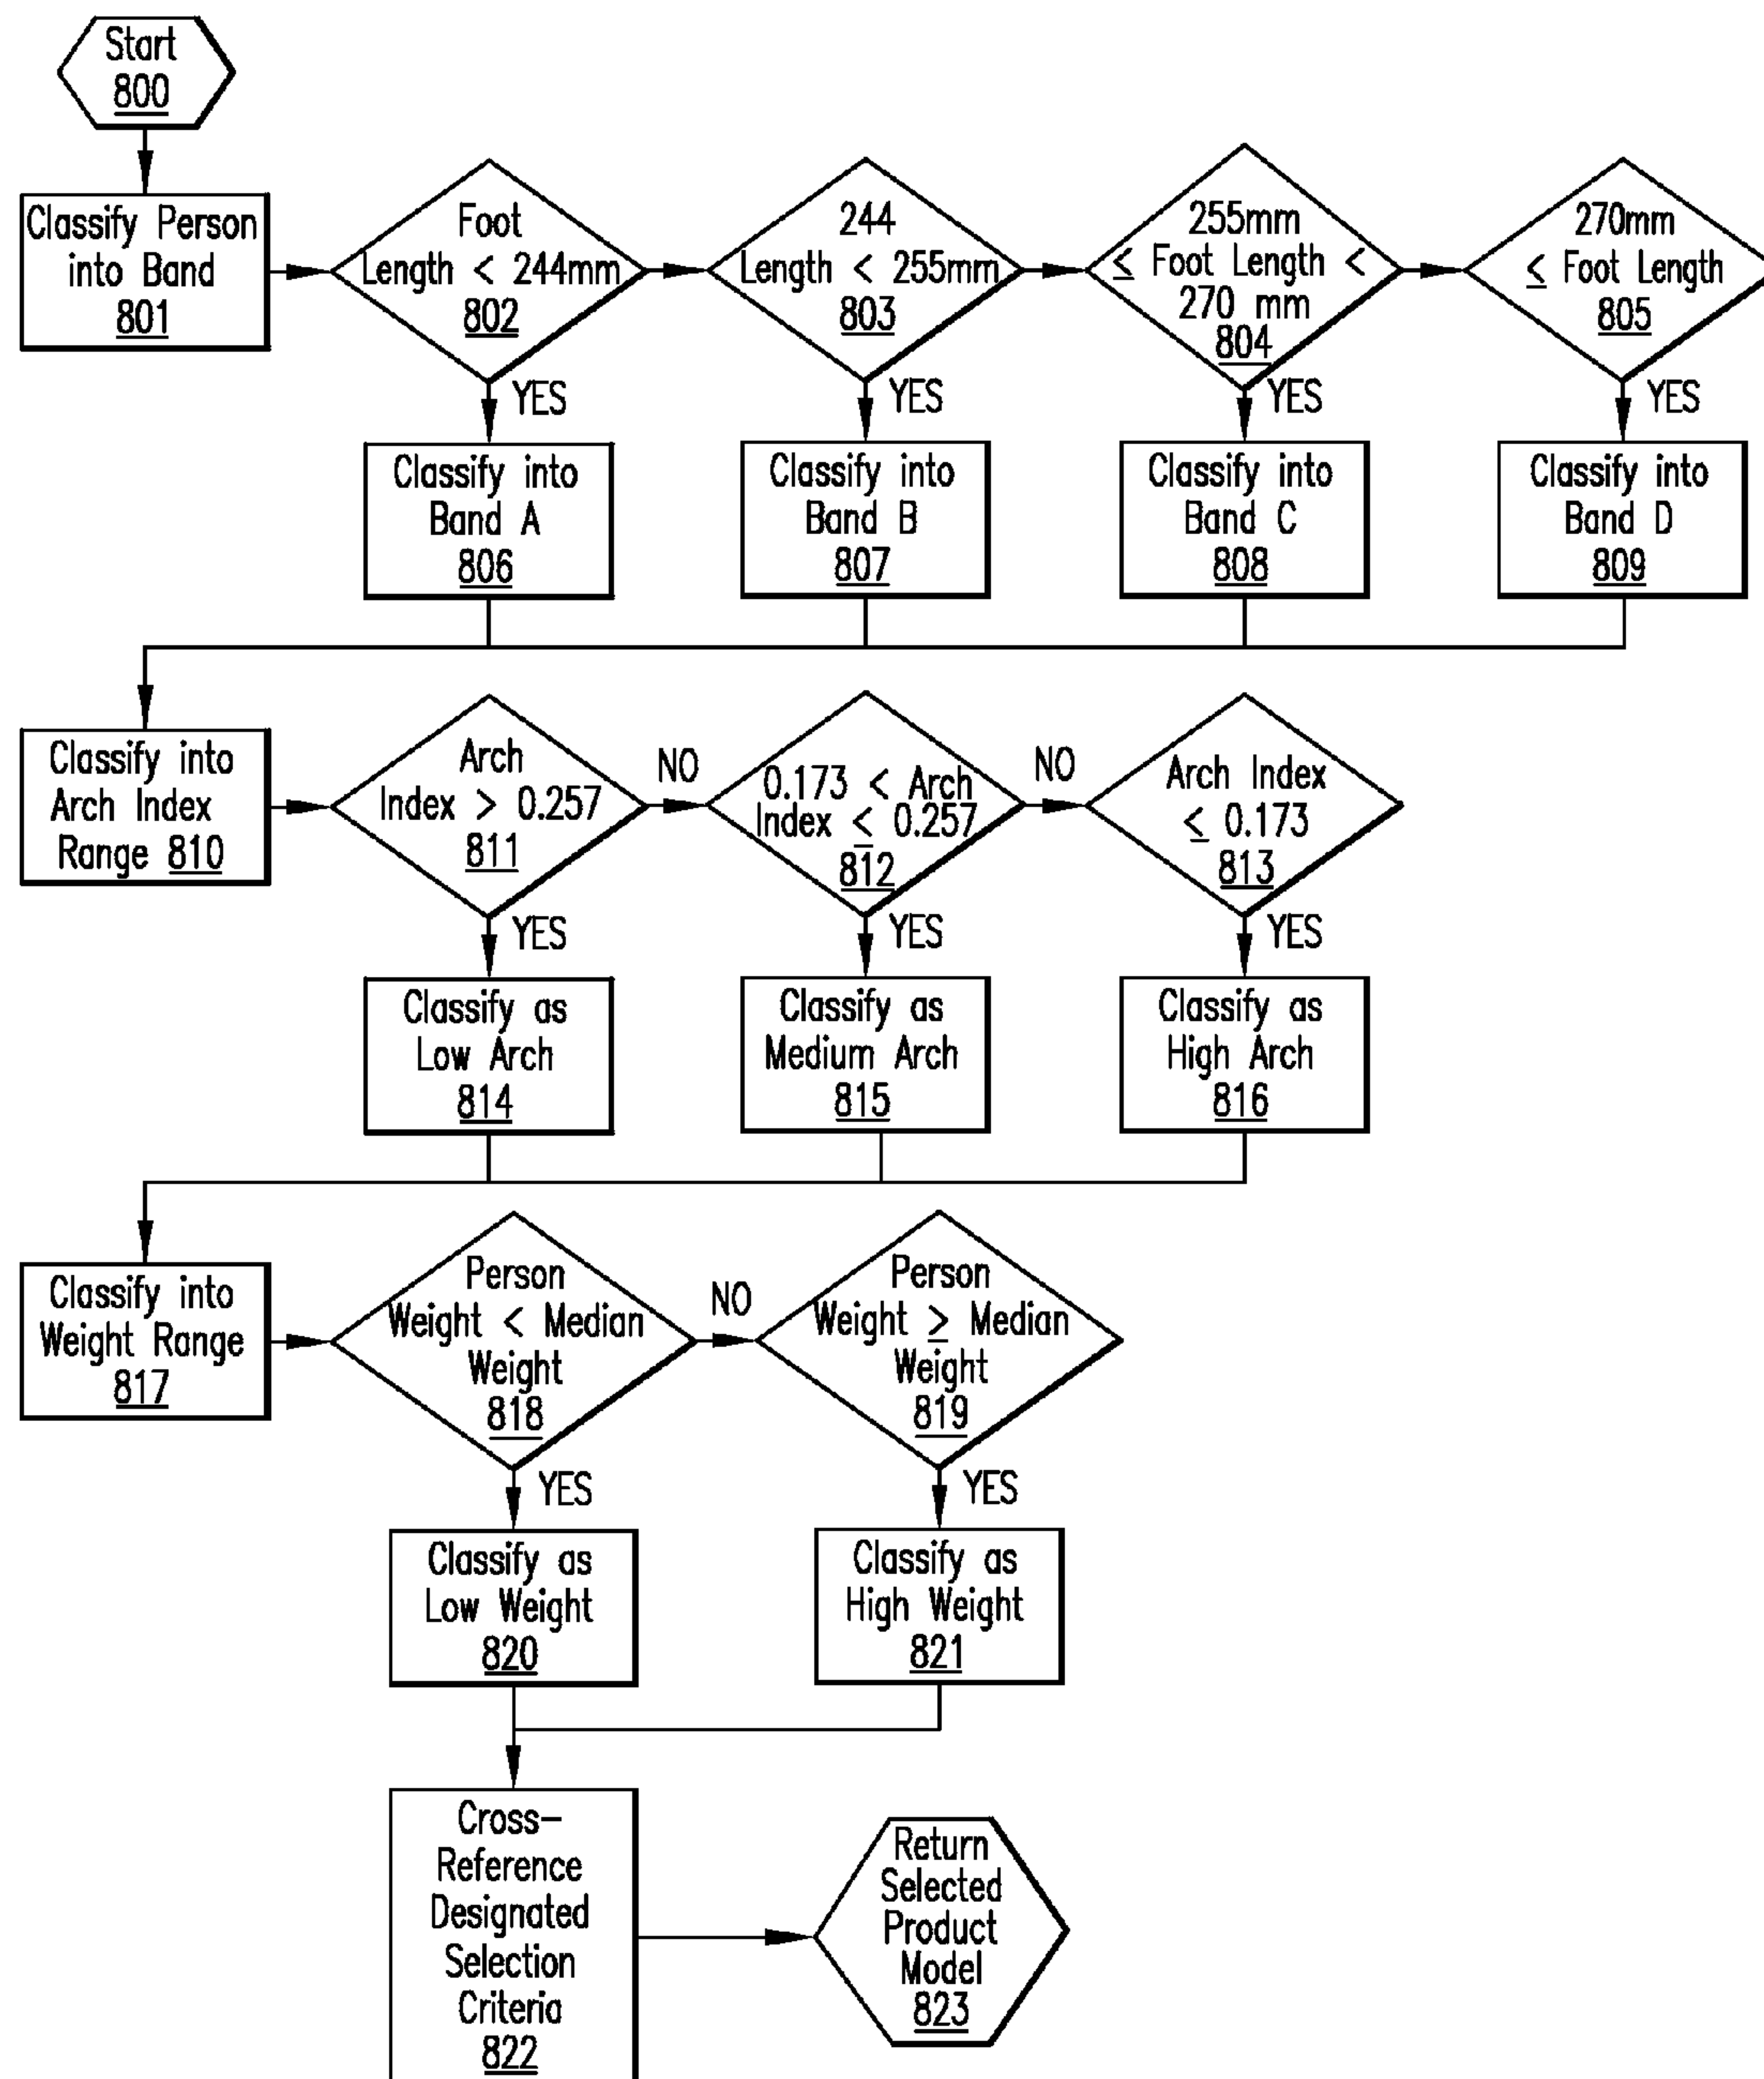 Start
800
Classify Person
into Band
801
Foot
Length < 244mm
802
244
Length < 255mm
803
255mm
≤ Foot Length <
270 mm
804
270mm
≤ Foot Length
805
YES
YES
YES
YES
Classify into
Band A
806
Classify into
Band B
807
Classify into
Band C
808
Classify into
Band D
809
Classify into
Arch Index
Range 810
Arch
Index > 0.257
811
NO
0.173 < Arch
Index ≤ 0.257
812
NO
Arch Index
≤ 0.173
813
YES
YES
YES
Classify as
Low Arch
814
Classify as
Medium Arch
815
Classify as
High Arch
816
Classify into
Weight Range
817
Person
Weight < Median
Weight
818
NO
Person
Weight ≥ Median
Weight
819
YES
YES
Classify as
Low Weight
820
Classify as
High Weight
821
Cross-
Reference
Designated
Selection
Criteria
822
Return
Selected
Product
Model
823